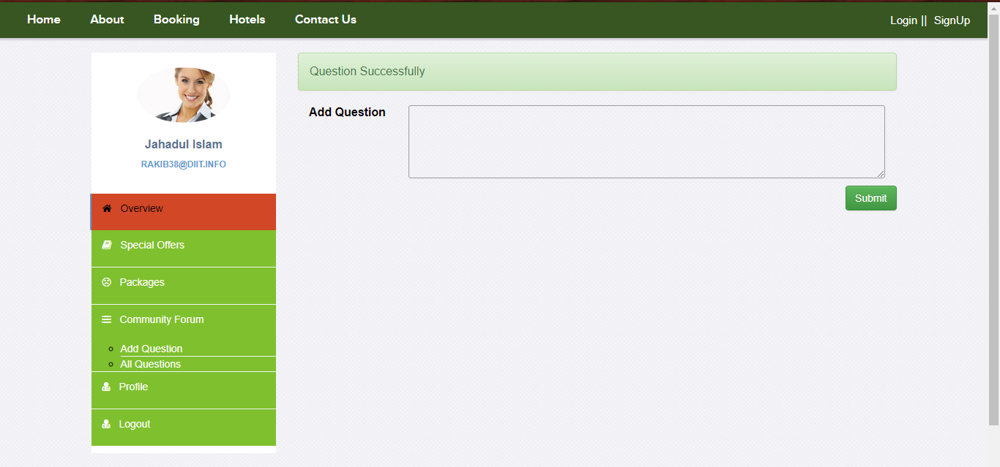 Home About Booking Hotels Contact Us Login || SignUp
Jahadul Islam
RAKIB38@DIIT.INFO
Overview
Special Offers
Packages
Community Forum
Add Question
All Questions
Profile
Logout
Question Successfully
Add Question
Submit